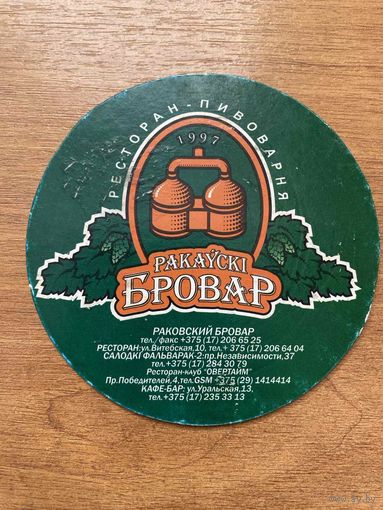 РЕСТОРАН-ПИВОВАРНЯ
1997
РАКАЎСКІ
БРОВАР
РАКОВСКИЙ БРОВАР
тел./факс +375 (17) 206 65 25
РЕСТОРАН:ул.Витебская,10, тел.+ 375 (17) 206 64 04
САЛОДКI ФАЛЬВАРАК-2:пр.Независимости,37
тел.+375 (17) 284 30 79
Ресторан-клуб "ОВЕРТАЙМ"
Пр.Победителей,4,тел.GSM +375 (29) 1414414
КАФЕ-БАР: ул.Уральская,13,
тел.+375 (17) 235 33 13